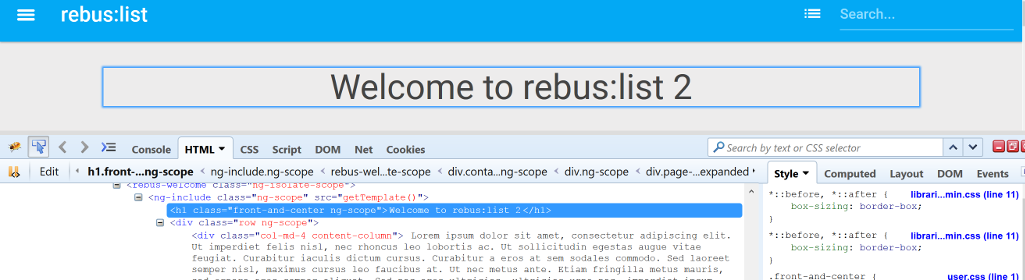 rebus:list
Search...
Welcome to rebus:list 2
Console HTML CSS Script DOM Net Cookies
Search by text or CSS selector
Edit h1.front-...ng-scope ng-include.ng-scope rebus-wel...te-scope div.conta...ng-scope div.ng-scope div.page-...expanded
Style Computed Layout DOM Events
<rebus-welcome class="ng-isolate-scope">
<ng-include class="ng-scope" src="getTemplate()">
<h1 class="front-and-center ng-scope">Welcome to rebus:list 2</h1>
<div class="row ng-scope">
<div class="col-md-4 content-column"> Lorem ipsum dolor sit amet, consectetur adipiscing elit.
Ut imperdiet felis nisl, nec rhoncus leo lobortis ac. Ut sollicitudin egestas augue vitae
feugiat. Curabitur iaculis dictum cursus. Curabitur a eros at sem sodales commodo. Sed laoreet
semper nisl, maximus cursus leo faucibus at. Ut nec metus ante. Etiam fringilla metus mauris,
*::before, *::after { librari...min.css (line 11)
box-sizing: border-box;
}
*::before, *::after { librari...min.css (line 11)
box-sizing: border-box;
}
.front-and-center { user.css (line 11)